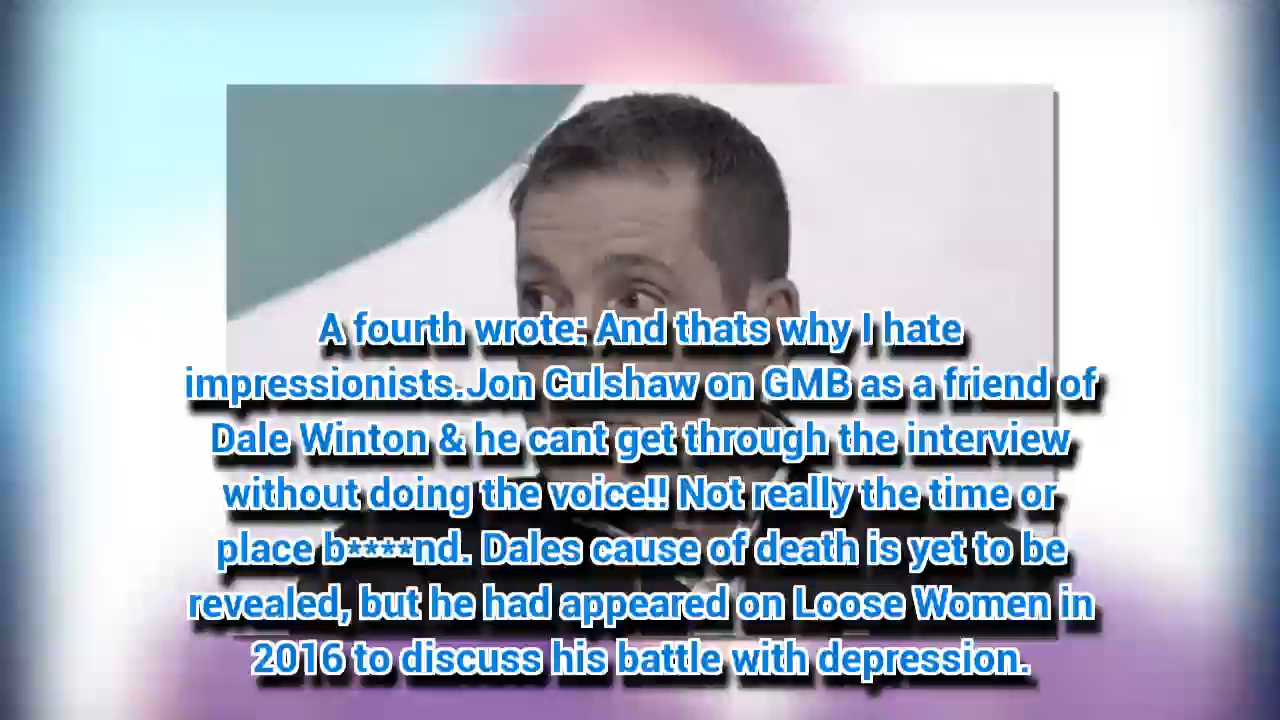 A fourth wrote: And thats why I hate
impressionists.Jon Culshaw on GMB as a friend of
Dale Winton & he cant get through the interview
without doing the voice!! Not really the time or
place b****nd. Dales cause of death is yet to be
revealed, but he had appeared on Loose Women in
2016 to discuss his battle with depression.